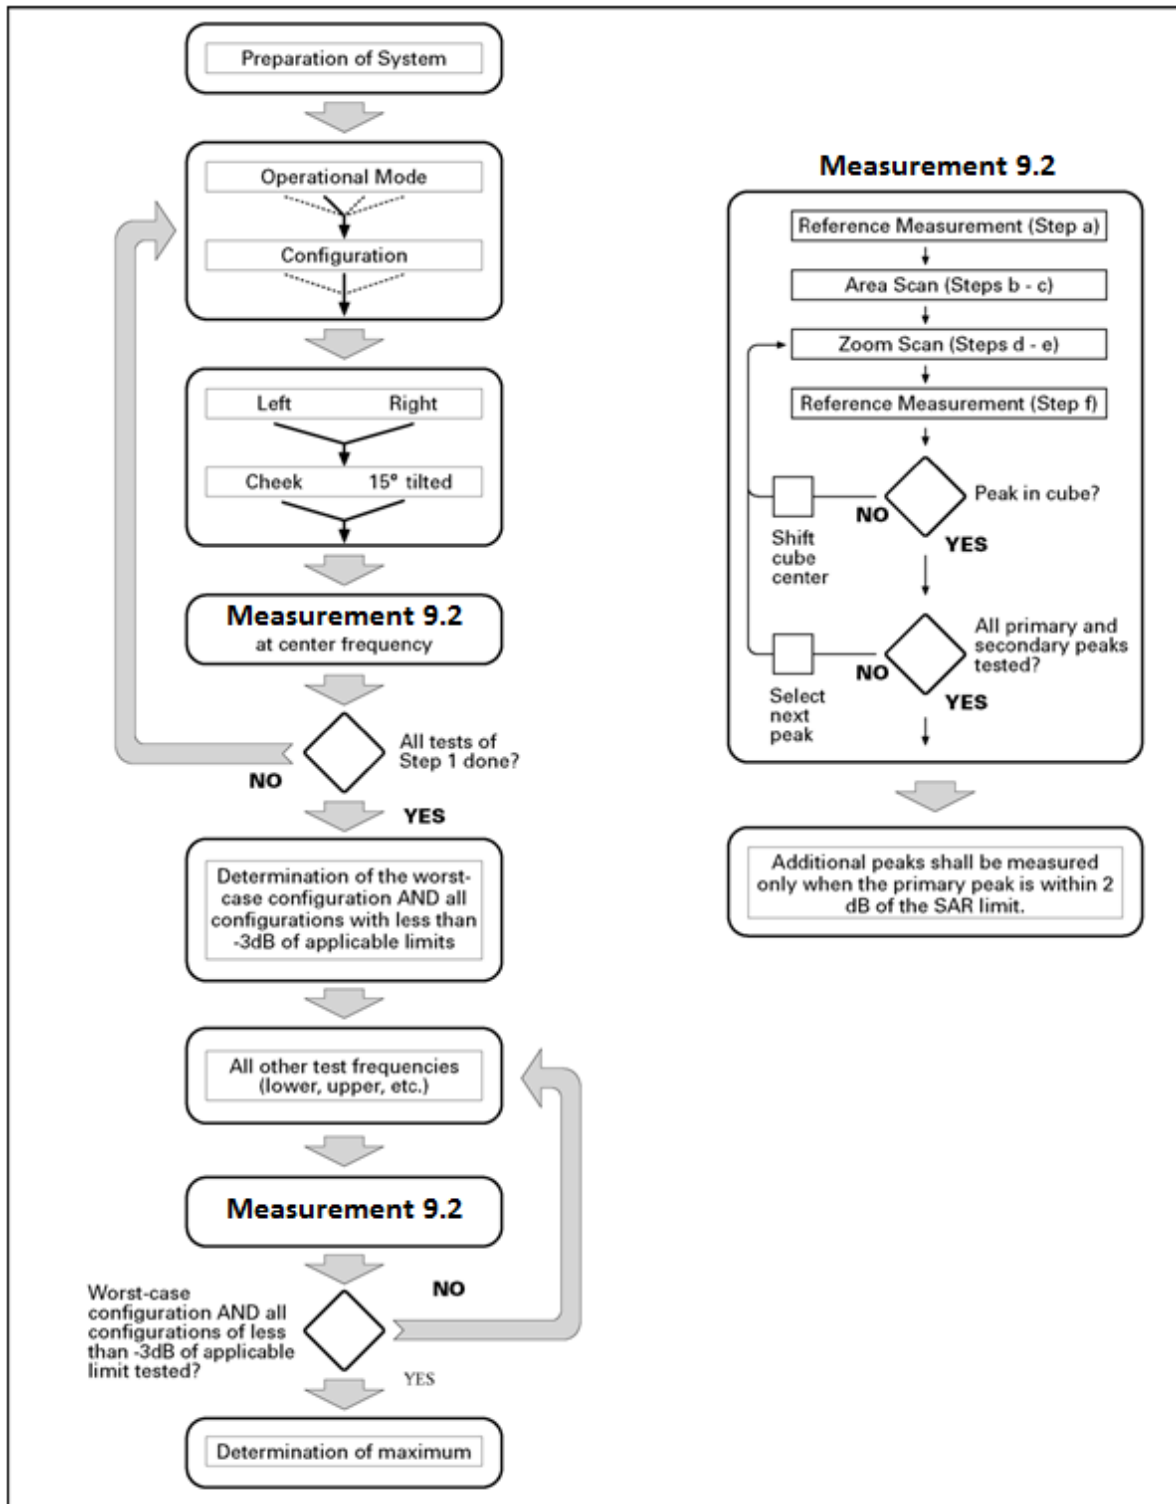 Preparation of System
Operational Mode
Configuration
Left Right
Cheek 15° tilted
Measurement 9.2
at center frequency
All tests of
Step 1 done?
NO
YES
Determination of the worst-
case configuration AND all
configurations with less than
-3dB of applicable limits
All other test frequencies
(lower, upper, etc.)
Measurement 9.2
NO
Worst-case
configuration AND all
configurations of less
than -3dB of applicable
limit tested?
YES
Determination of maximum
Measurement 9.2
Reference Measurement (Step a)
Area Scan (Steps b - c)
Zoom Scan (Steps d - e)
Reference Measurement (Step f)
Peak in cube?
NO
YES
Shift
cube
center
All primary and
secondary peaks
tested?
NO
YES
Select
next
peak
Additional peaks shall be measured
only when the primary peak is within 2
dB of the SAR limit.